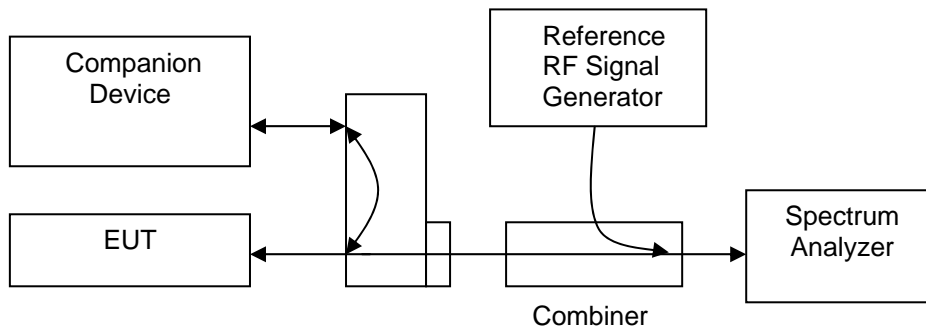 Companion
Device
Reference
RF Signal
Generator
EUT
Spectrum
Analyzer
Combiner